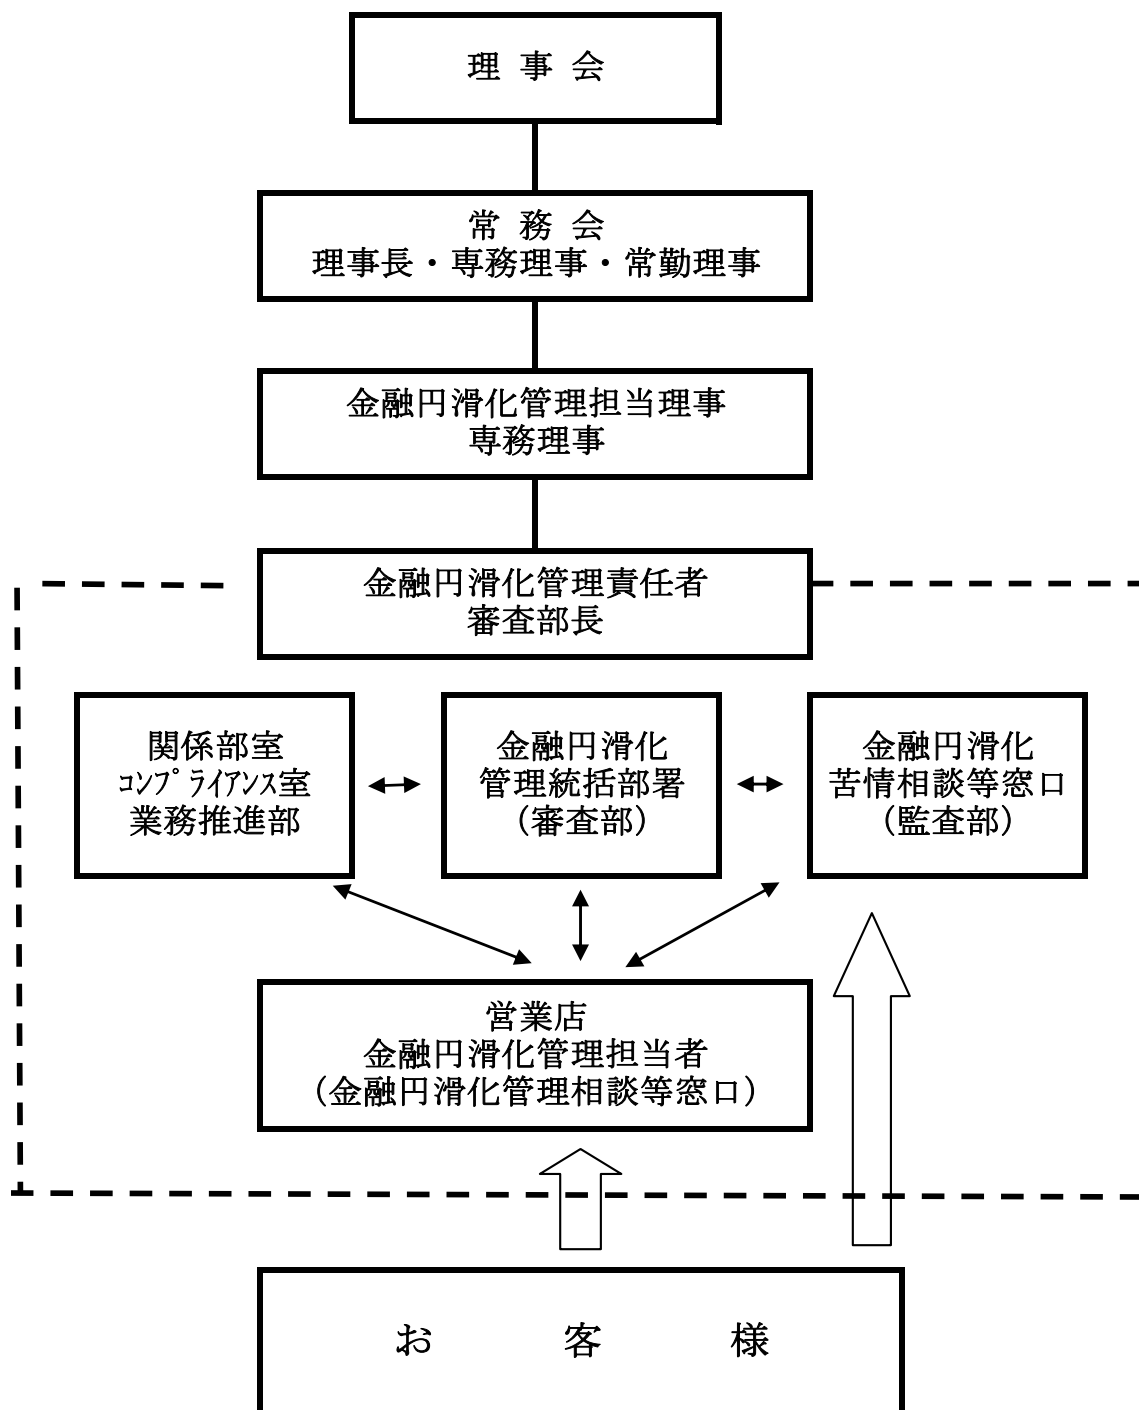 理 事 会
常 務 会
理事長・専務理事・常勤理事
金融円滑化管理担当理事
専務理事
金融円滑化管理責任者
審査部長
関係部室
ｺﾝﾌﾟﾗｲｱﾝｽ室
業務推進部
金融円滑化
管理統括部署
（審査部）
金融円滑化
苦情相談等窓口
（監査部）
営業店
金融円滑化管理担当者
（金融円滑化管理相談等窓口）
お 客 様